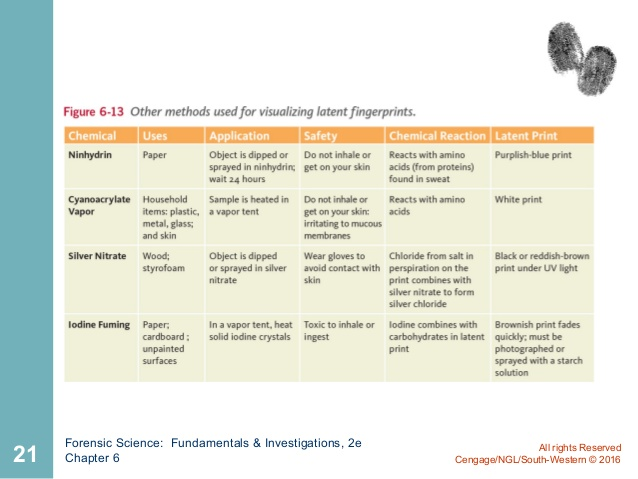 Figure 6-13 Other methods used for visualizing latent fingerprints.
Chemical Uses Application Safety Chemical Reaction Latent Print
Ninhydrin Paper Object is dipped or Do not inhale or Reacts with amino Purplish-blue print
sprayed in ninhydrin; get on your skin acids (from proteins)
wait 24 hours found in sweat
Cyanoacrylate Household Sample is heated in Do not inhale or Reacts with amino White print
Vapor items: plastic, a vapor tent get on your skin: acids
metal, glass; irritating to mucous
and skin membranes
Silver Nitrate Wood; Object is dipped Wear gloves to Chloride from salt in Black or reddish-brown
styrofoam or sprayed in silver avoid contact with perspiration on the print under UV light
nitrate skin print combines with
silver nitrate to form
silver chloride
Iodine Fuming Paper; In a vapor tent, heat Toxic to inhale or Iodine combines with Brownish print fades
cardboard ; solid iodine crystals ingest carbohydrates in latent quickly; must be
unpainted print photographed or
surfaces sprayed with a starch
solution
21
Forensic Science: Fundamentals & Investigations, 2e
Chapter 6
All rights Reserved
Cengage/NGL/South-Western © 2016